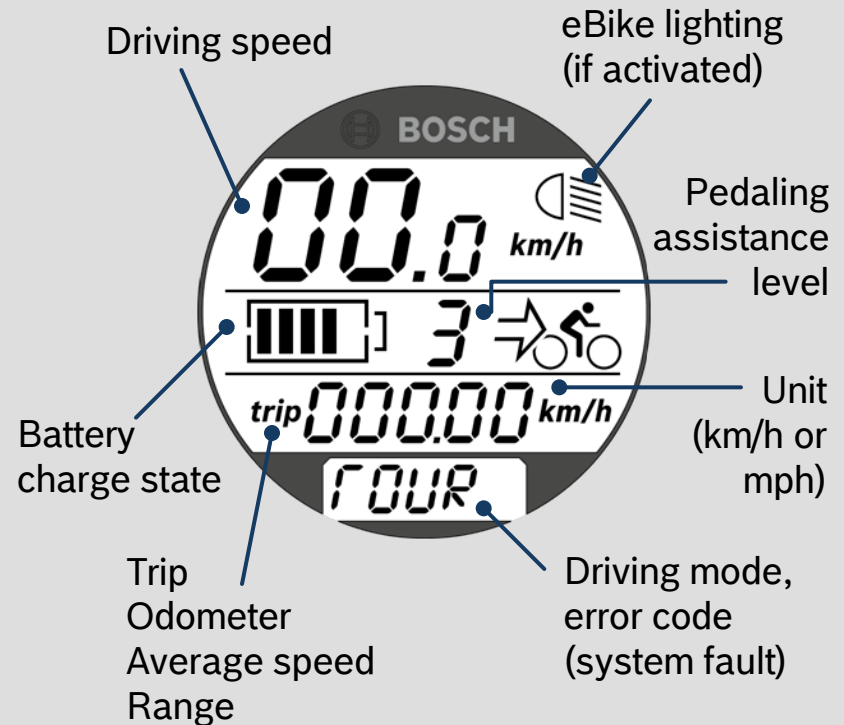 Driving speed
eBike lighting
(if activated)
BOSCH
00.0 km/h
Pedaling
assistance
level
3
trip 000.00 km/h
Unit
(km/h or
mph)
Battery
charge state
TOUR
Trip
Odometer
Average speed
Range
Driving mode,
error code
(system fault)